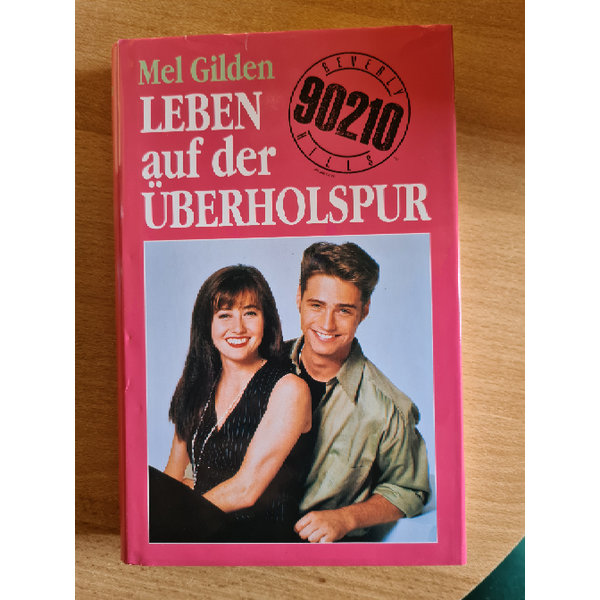 Mel Gilden
LEBEN
auf der
ÜBERHOLSPUR
BEVERLY
90210
HILLS